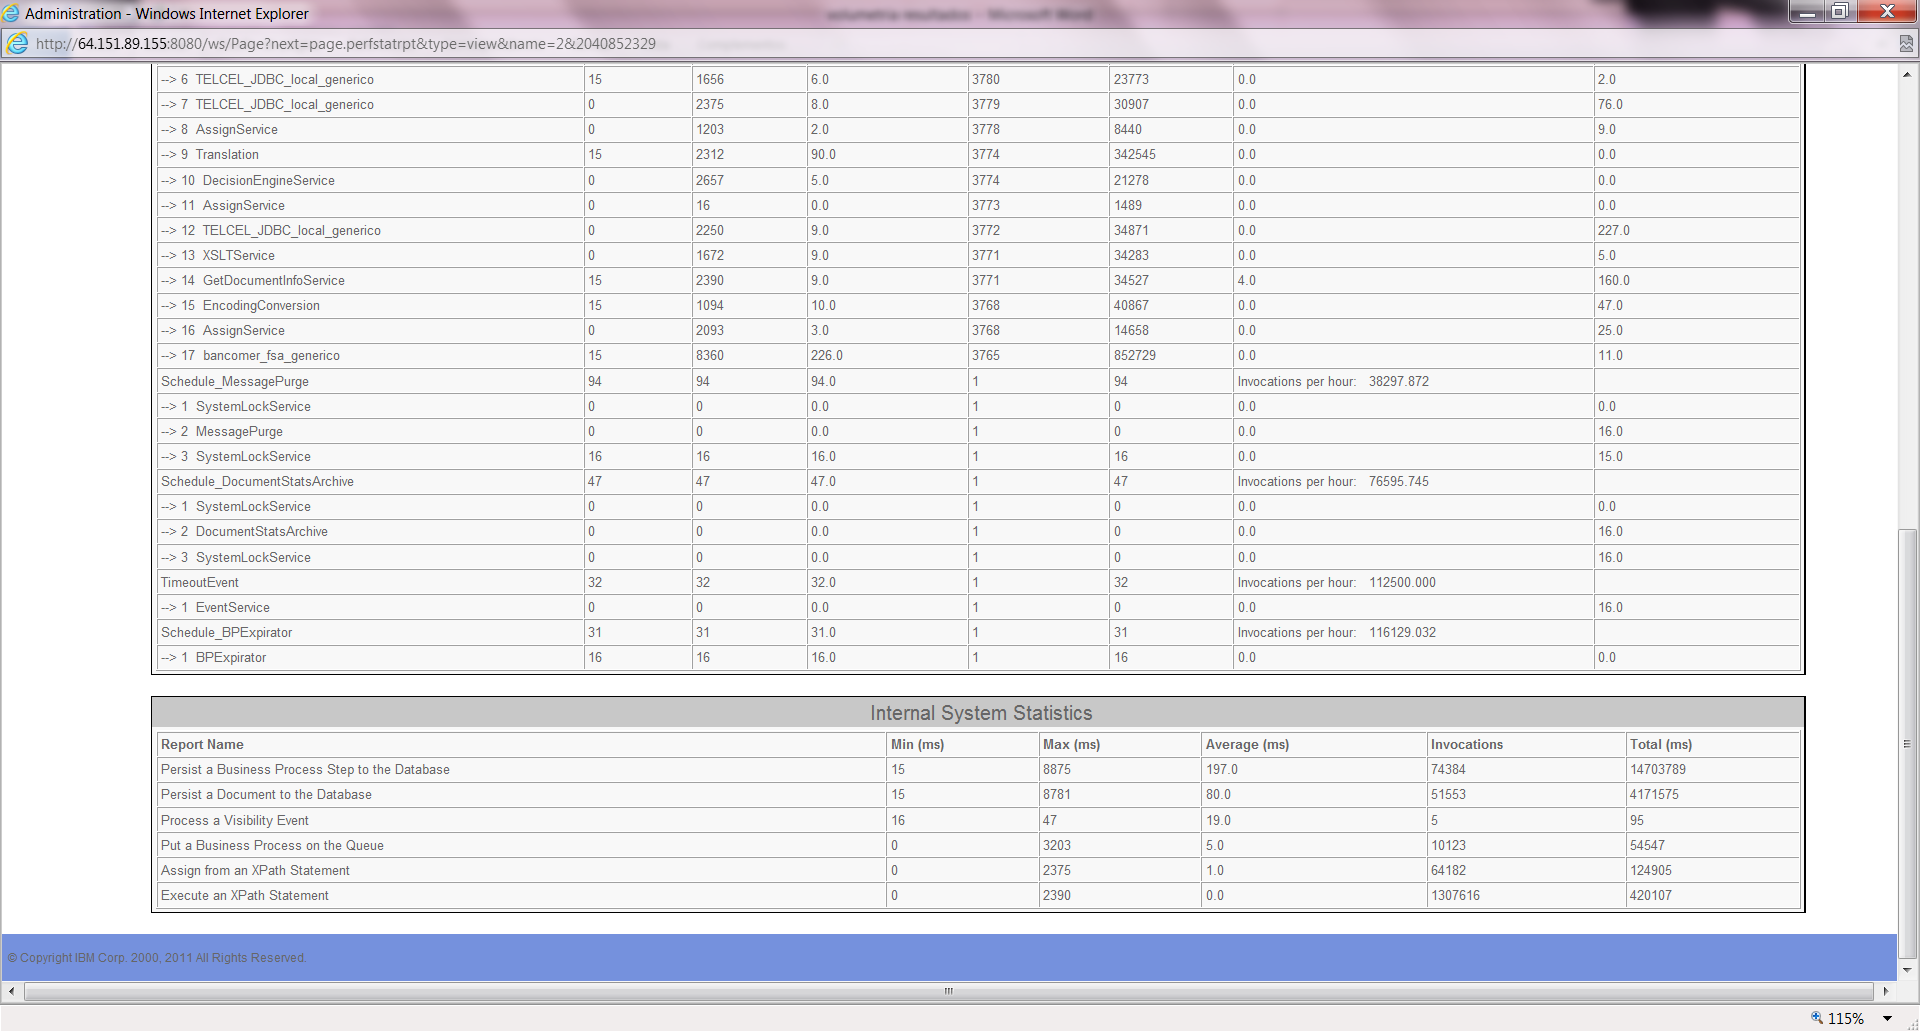 Administration - Windows Internet Explorer
http://64.151.89.155:8080/ws/Page?next=page.perfstatrpt&type=view&name=2&2040852329
--> 6 TELCEL_JDBC_local_generico 15 1656 6.0 3780 23773 0.0 2.0
--> 7 TELCEL_JDBC_local_generico 0 2375 8.0 3779 30907 0.0 76.0
--> 8 AssignService 0 1203 2.0 3778 8440 0.0 9.0
--> 9 Translation 15 2312 90.0 3774 342545 0.0 0.0
--> 10 DecisionEngineService 0 2657 5.0 3774 21278 0.0 0.0
--> 11 AssignService 0 16 0.0 3773 1489 0.0 0.0
--> 12 TELCEL_JDBC_local_generico 0 2250 9.0 3772 34871 0.0 227.0
--> 13 XSLTService 0 1672 9.0 3771 34283 0.0 5.0
--> 14 GetDocumentInfoService 15 2390 9.0 3771 34527 4.0 160.0
--> 15 EncodingConversion 15 1094 10.0 3768 40867 0.0 47.0
--> 16 AssignService 0 2093 3.0 3768 14658 0.0 25.0
--> 17 bancomer_fsa_generico 15 8360 226.0 3765 852729 0.0 11.0
Schedule_MessagePurge 94 94 94.0 1 94 Invocations per hour: 38297.872
--> 1 SystemLockService 0 0 0.0 1 0 0.0 0.0
--> 2 MessagePurge 0 0 0.0 1 0 0.0 16.0
--> 3 SystemLockService 16 16 16.0 1 16 0.0 15.0
Schedule_DocumentStatsArchive 47 47 47.0 1 47 Invocations per hour: 76595.745
--> 1 SystemLockService 0 0 0.0 1 0 0.0 0.0
--> 2 DocumentStatsArchive 0 0 0.0 1 0 0.0 16.0
--> 3 SystemLockService 0 0 0.0 1 0 0.0 16.0
TimeoutEvent 32 32 32.0 1 32 Invocations per hour: 112500.000
--> 1 EventService 0 0 0.0 1 0 0.0 16.0
Schedule_BPExpirator 31 31 31.0 1 31 Invocations per hour: 116129.032
--> 1 BPExpirator 16 16 16.0 1 16 0.0 0.0
Internal System Statistics
Report Name Min (ms) Max (ms) Average (ms) Invocations Total (ms)
Persist a Business Process Step to the Database 15 8875 197.0 74384 14703789
Persist a Document to the Database 15 8781 80.0 51553 4171575
Process a Visibility Event 16 47 19.0 5 95
Put a Business Process on the Queue 0 3203 5.0 10123 54547
Assign from an XPath Statement 0 2375 1.0 64182 124905
Execute an XPath Statement 0 2390 0.0 1307616 420107
© Copyright IBM Corp. 2000, 2011 All Rights Reserved.
115%